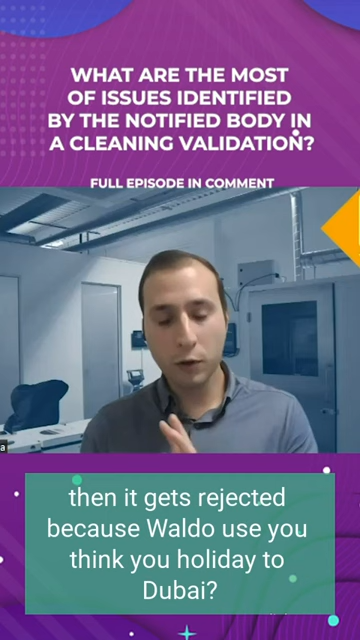 WHAT ARE THE MOST
OF ISSUES IDENTIFIED
BY THE NOTIFIED BODY IN
A CLEANING VALIDATION?
FULL EPISODE IN COMMENT
a
then it gets rejected
because Waldo use you
think you holiday to
Dubai?